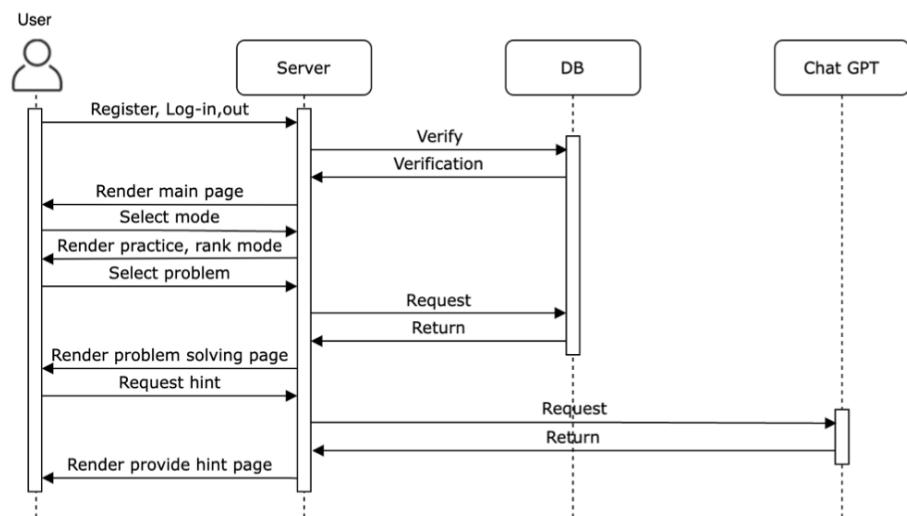 User
Server
DB
Chat GPT
Register, Log-in,out
Verify
Verification
Render main page
Select mode
Render practice, rank mode
Select problem
Request
Return
Render problem solving page
Request hint
Request
Return
Render provide hint page